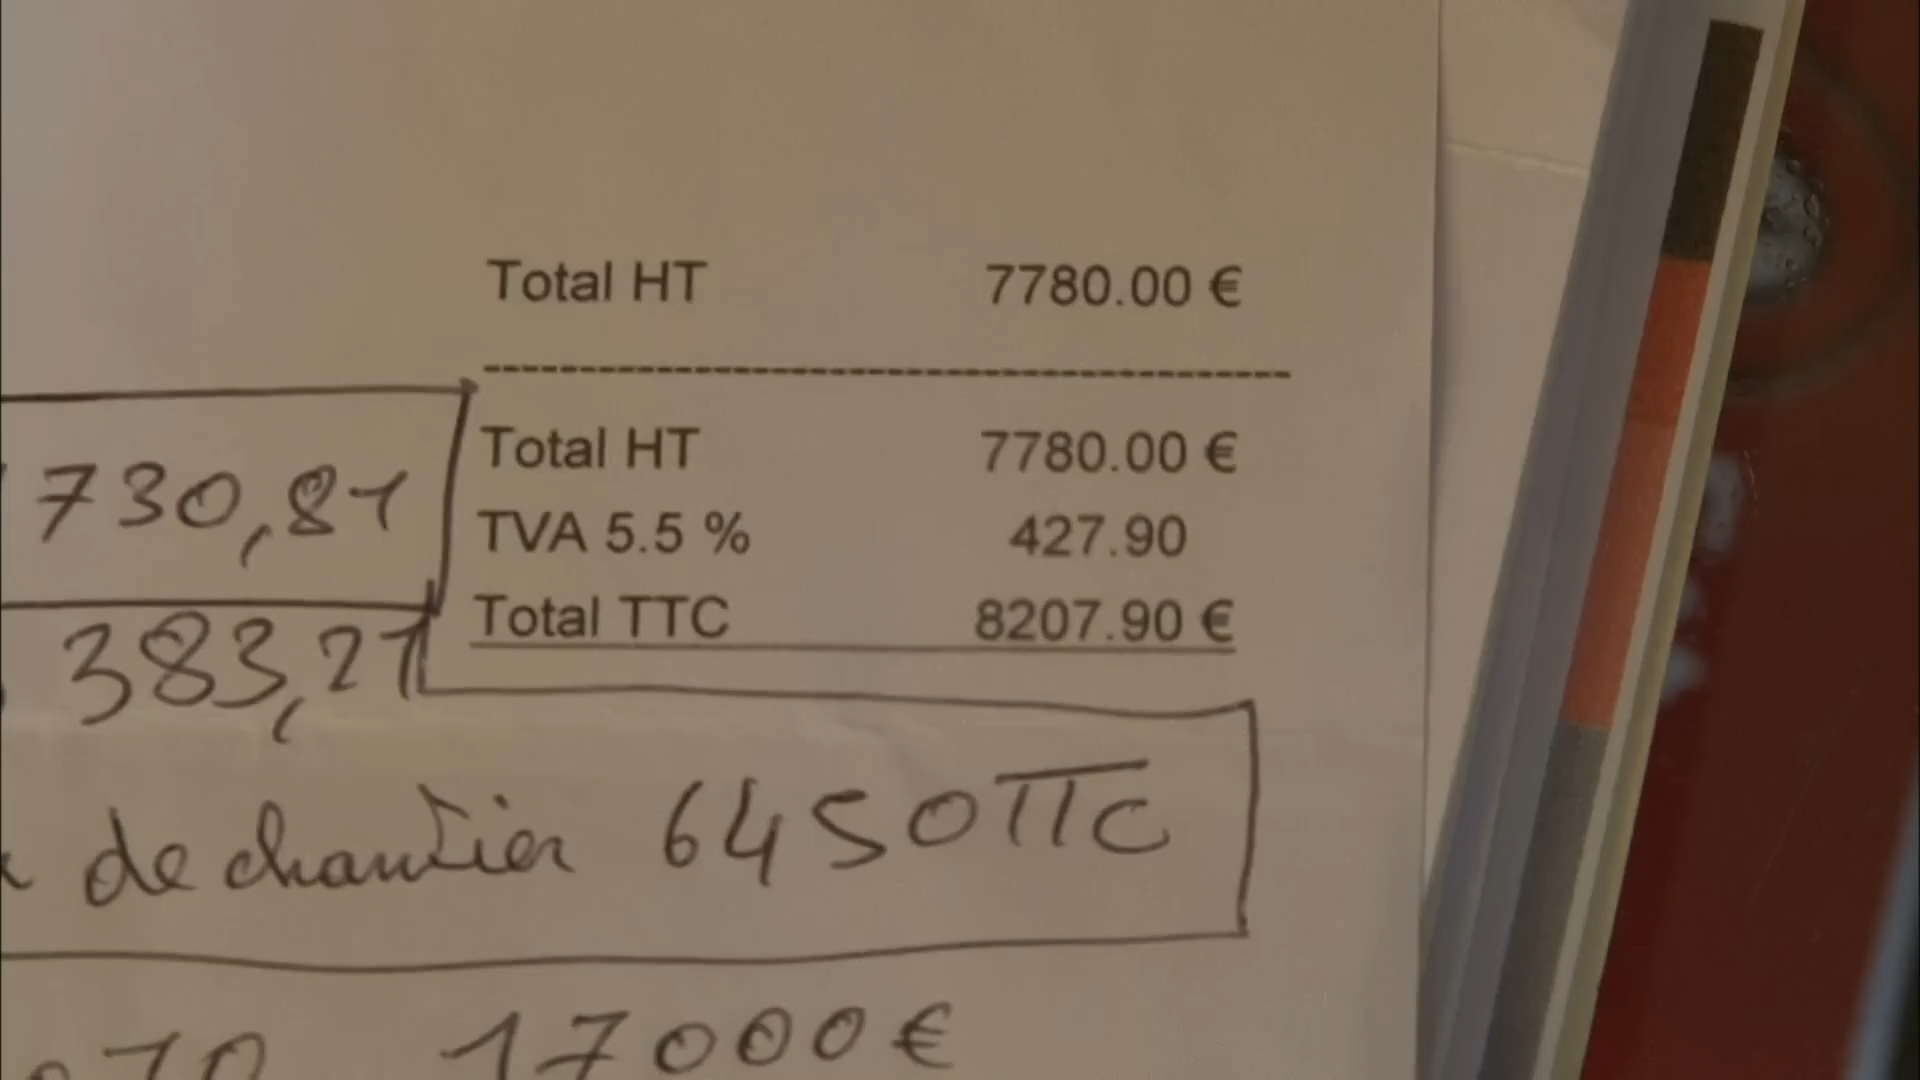 Total HT 7780.00 €
--------------------------------------------------
Total HT 7780.00 €
730,81
TVA 5.5 % 427.90
Total TTC 8207.90 €
383,21
de chantier 6450 TTC
17000 €